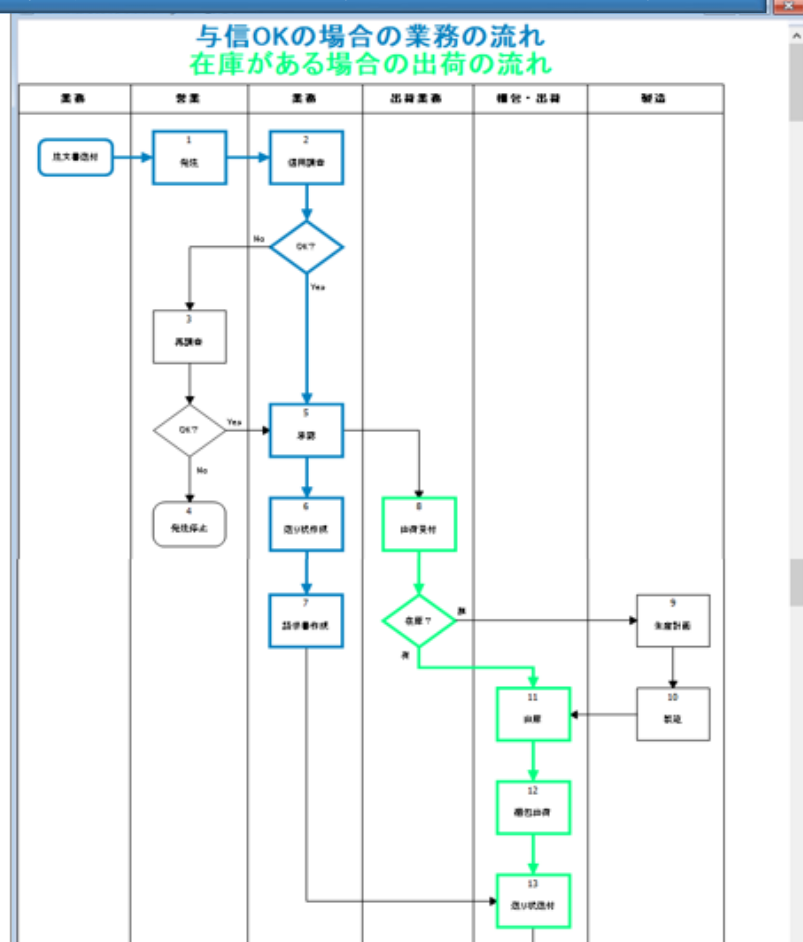 与信OKの場合の業務の流れ
在庫がある場合の出荷の流れ
業務
営業
業務
出荷業務
梱包・出荷
製造
注文書送付
1
発注
2
信用調査
OK?
No
Yes
3
再調査
OK?
Yes
No
4
発注停止
5
承認
6
送り状作成
7
請求書作成
8
出荷受付
在庫?
無
有
9
生産計画
10
製造
11
出庫
12
梱包出荷
13
送り状送付